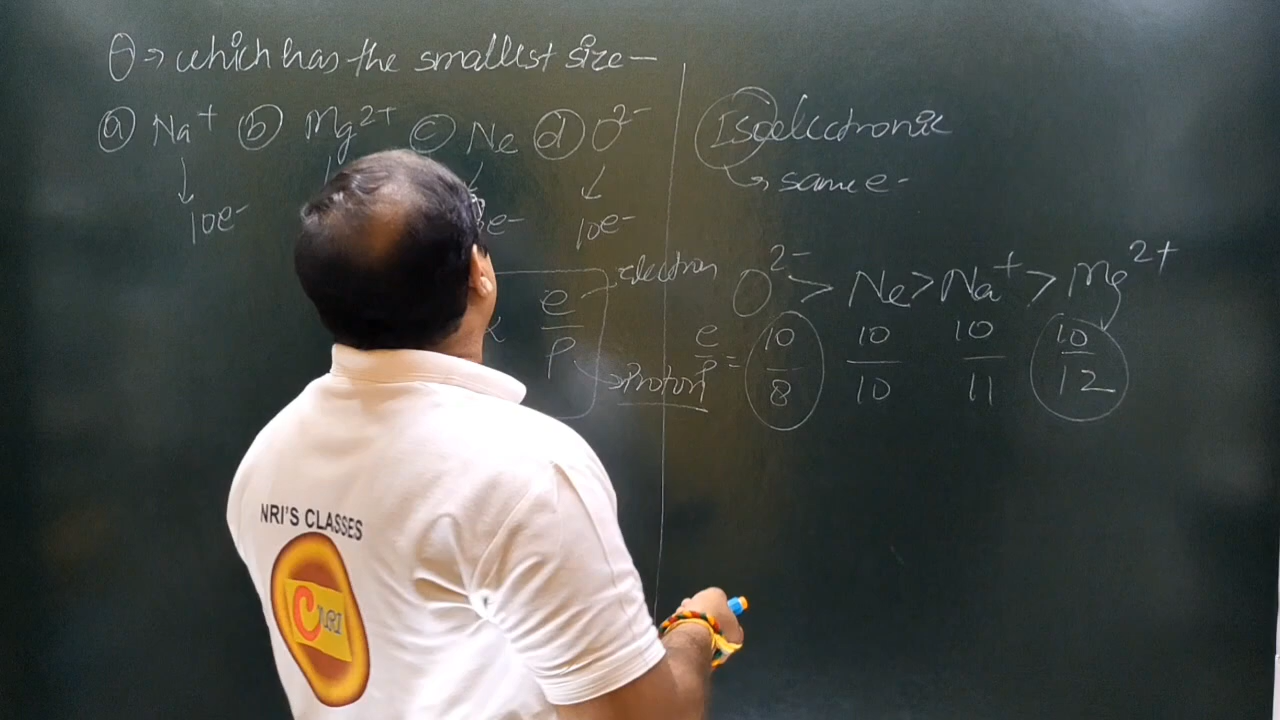 Q → which has the smallest size —
(a) Na⁺ (b) Mg²⁺ (c) Ne (d) O²⁻
10e⁻ e⁻ 10e⁻
e/p
electron
Proton
Isoelectronic
→ same e⁻
O²⁻ > Ne > Na⁺ > Mg²⁺
e/p = 10/8 10/10 10/11 10/12
NRI'S CLASSES
CNRI